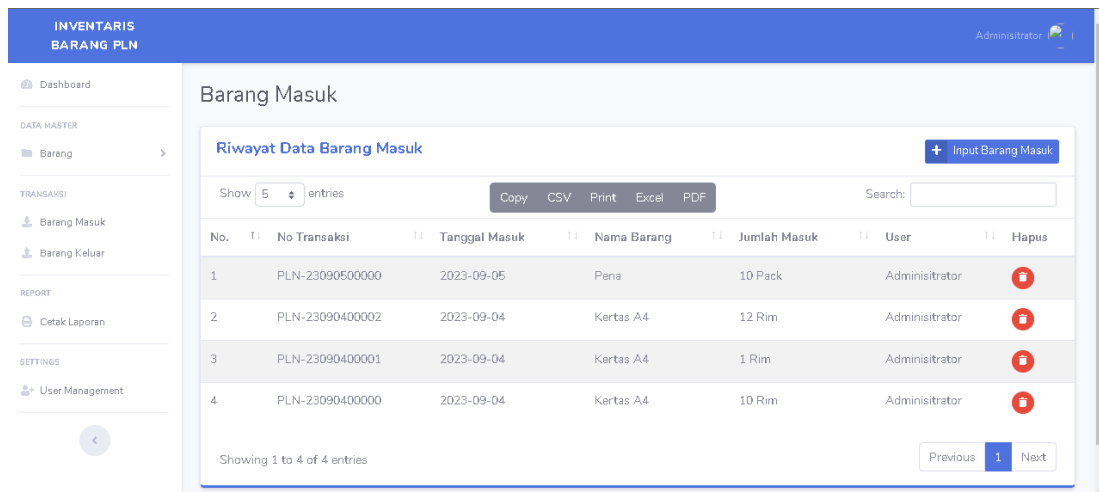 INVENTARIS
BARANG PLN
Adminisitrator
Dashboard
DATA MASTER
Barang
TRANSAKSI
Barang Masuk
Barang Keluar
REPORT
Cetak Laporan
SETTINGS
User Management
Barang Masuk
Riwayat Data Barang Masuk
+ Input Barang Masuk
Show 5 entries
Copy CSV Print Excel PDF
Search:
No. No Transaksi Tanggal Masuk Nama Barang Jumlah Masuk User Hapus
1 PLN-23090500000 2023-09-05 Pena 10 Pack Adminisitrator
2 PLN-23090400002 2023-09-04 Kertas A4 12 Rim Adminisitrator
3 PLN-23090400001 2023-09-04 Kertas A4 1 Rim Adminisitrator
4 PLN-23090400000 2023-09-04 Kertas A4 10 Rim Adminisitrator
Showing 1 to 4 of 4 entries
Previous 1 Next